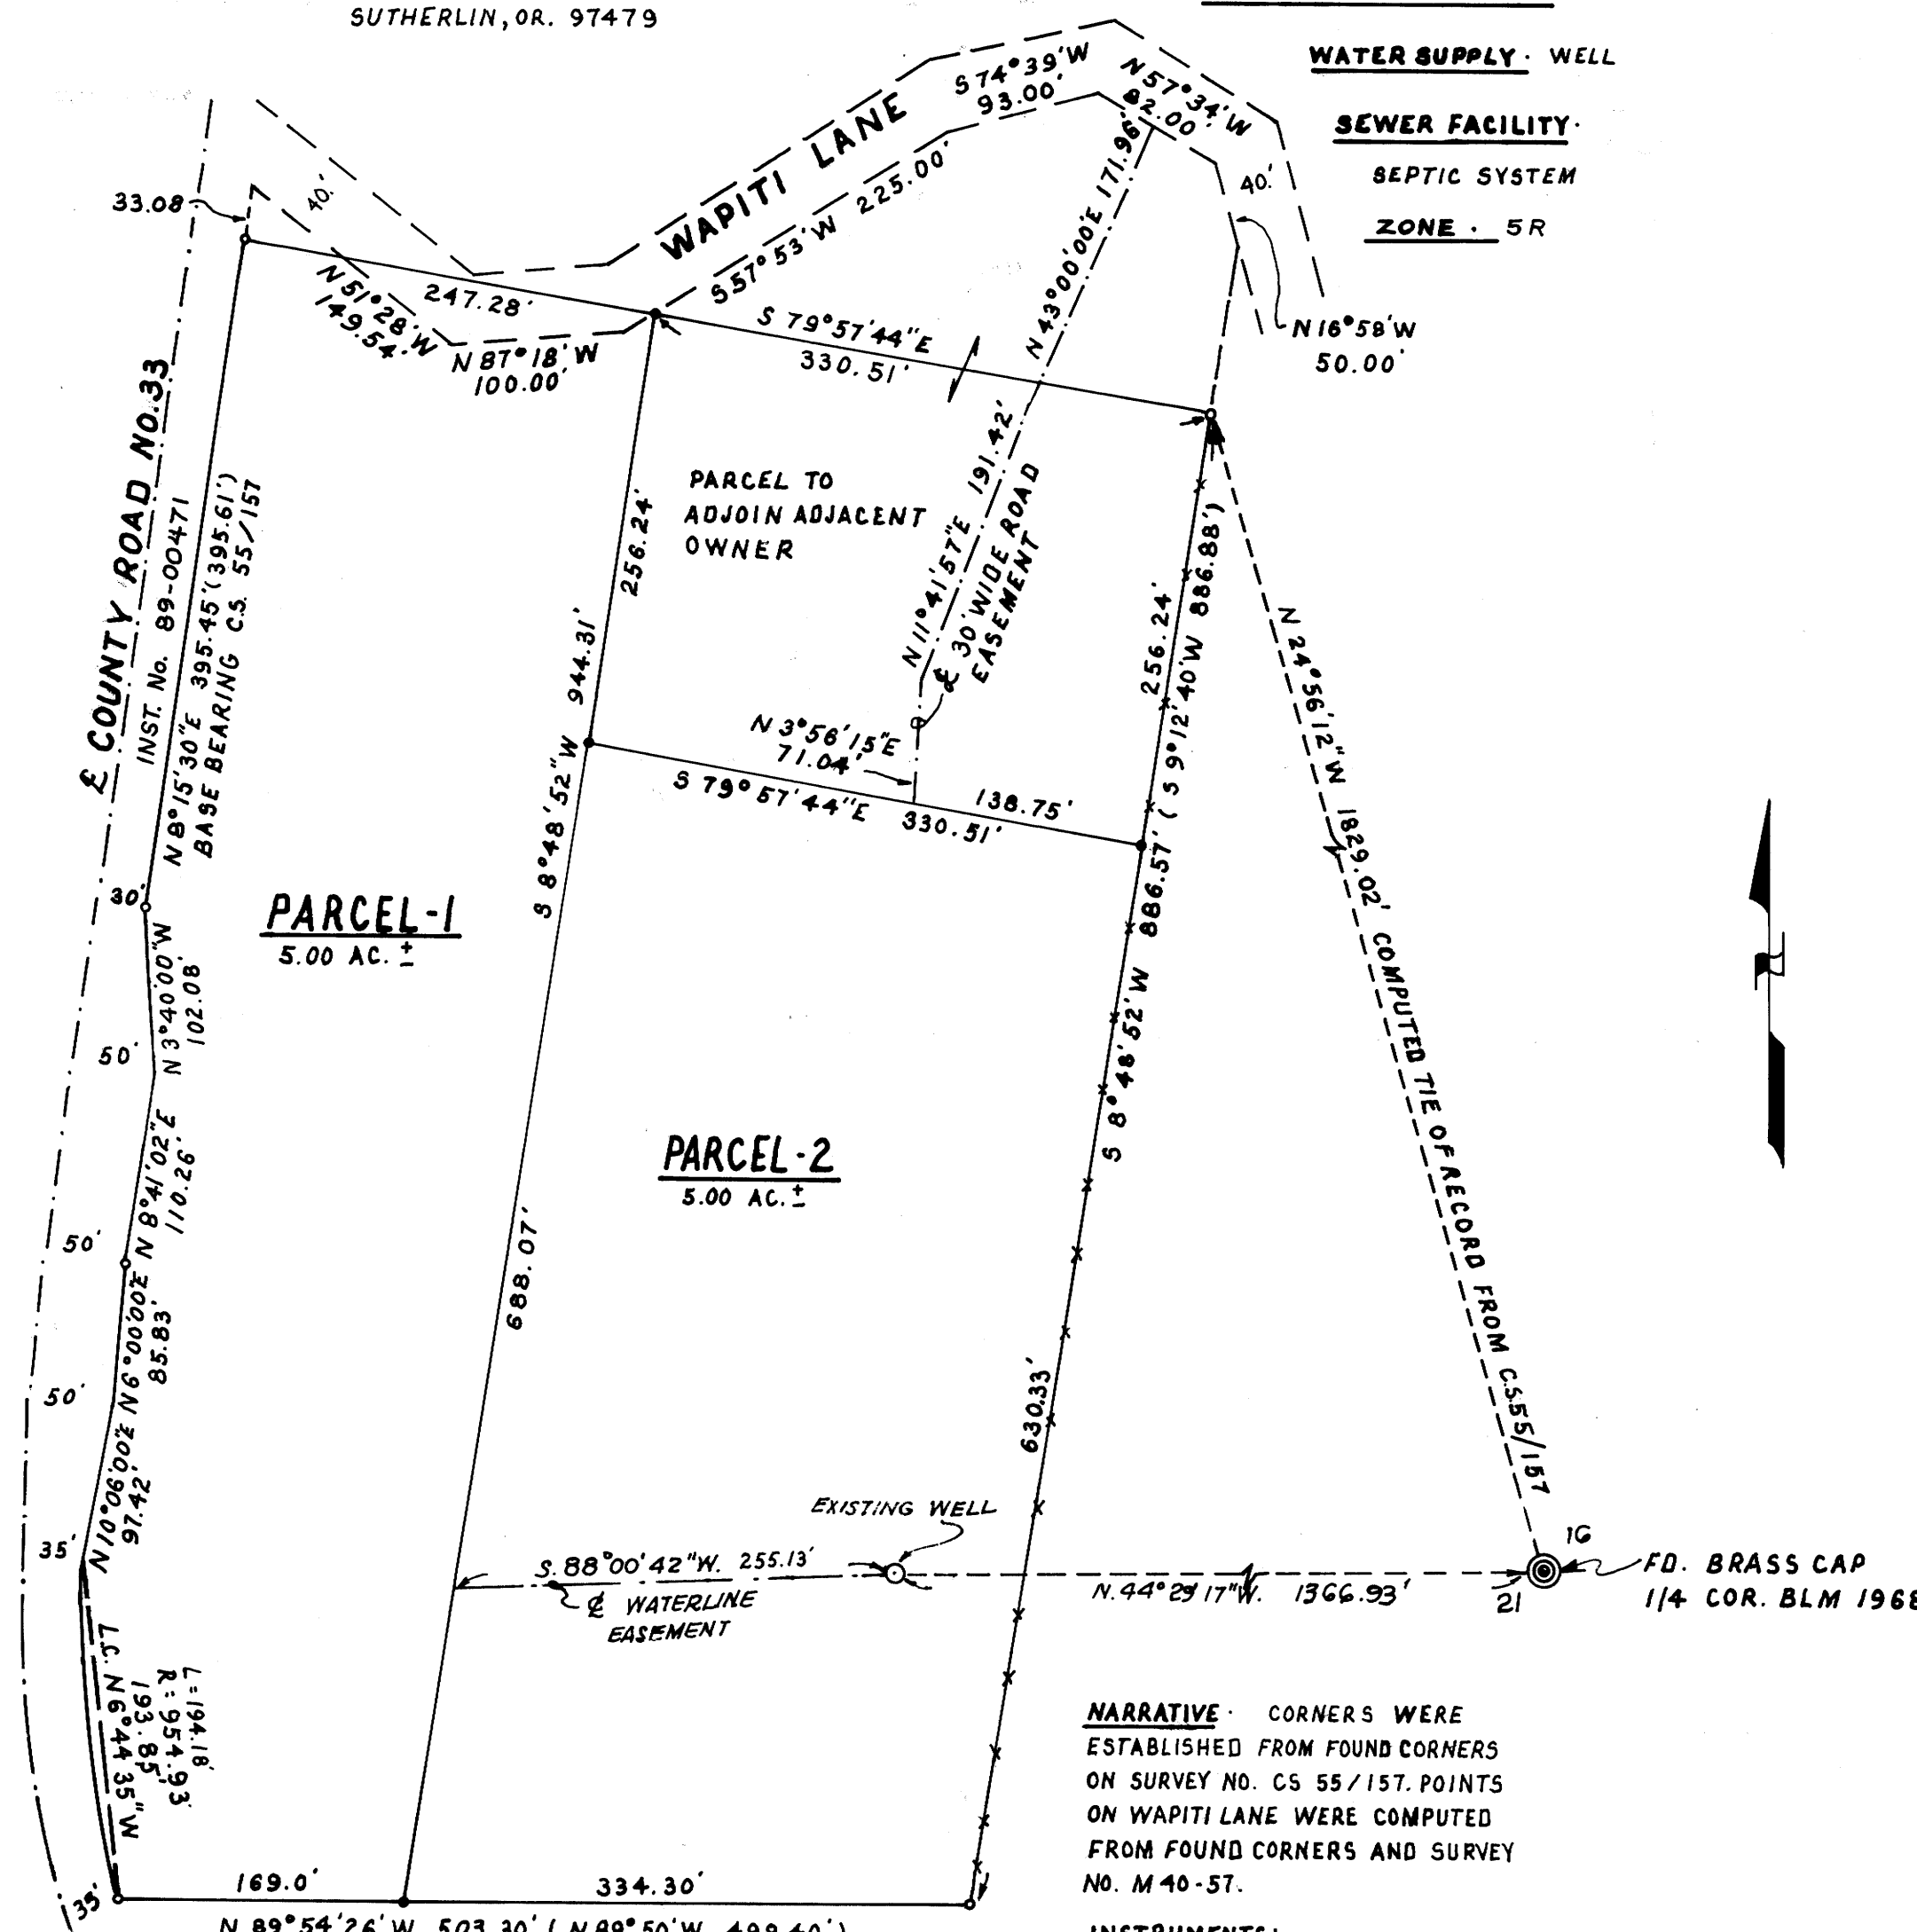 SUTHERLIN, OR. 97479
WATER SUPPLY · WELL
SEWER FACILITY ·
SEPTIC SYSTEM
ZONE · 5R
WAPITI LANE
S 74°39'W
93.00'
N 57°34'W
82.00'
40.'
40.'
33.08
S 57°53'W 225.00'
N 43°00'00"E 171.96'
N 16°58'W
50.00'
N 51°28'W
149.54.
247.28'
N 87°18'W
100.00'
S 79°57'44"E
330.51'
℄ COUNTY ROAD NO.33
INST. No. 89-00471
N 8°15'30"E 395.45' (395.61')
BASE BEARING C.S. 55/157
PARCEL TO
ADJOIN ADJACENT
OWNER
256.24'
S 8°48'52"W 944.31'
N 11°41'57"E 191.42'
℄ 30' WIDE ROAD
EASEMENT
N 3°56'15"E
71.04'
S 79°57'44"E 330.51'
138.75'
256.24'
S 8°48'52"W 886.57' (S 9°12'40"W 886.88')
N 24°56'12"W 1829.02' COMPUTED TIE OF RECORD FROM C.S.55/157
30'
PARCEL-1
5.00 AC. ±
N 3°40'00"W
102.08'
50'
N 8°41'02"E
110.26'
50'
PARCEL-2
5.00 AC. ±
688.07'
630.33'
85.83'
50'
97.42'
35'
EXISTING WELL
S. 88°00'42"W. 255.13'
℄ WATERLINE
EASEMENT
N. 44°29'17"W. 1366.93'
16
21
FD. BRASS CAP
1/4 COR. BLM 1968
L=194.18'
R=954.93'
193.85'
L.C. N 6°44'35"W
NARRATIVE · CORNERS WERE
ESTABLISHED FROM FOUND CORNERS
ON SURVEY NO. CS 55/157. POINTS
ON WAPITI LANE WERE COMPUTED
FROM FOUND CORNERS AND SURVEY
NO. M 40-57.
169.0'
334.30'
35'
N 89°54'26"W 503.30' (N 89°50'W 499.40')
INSTRUMENTS: